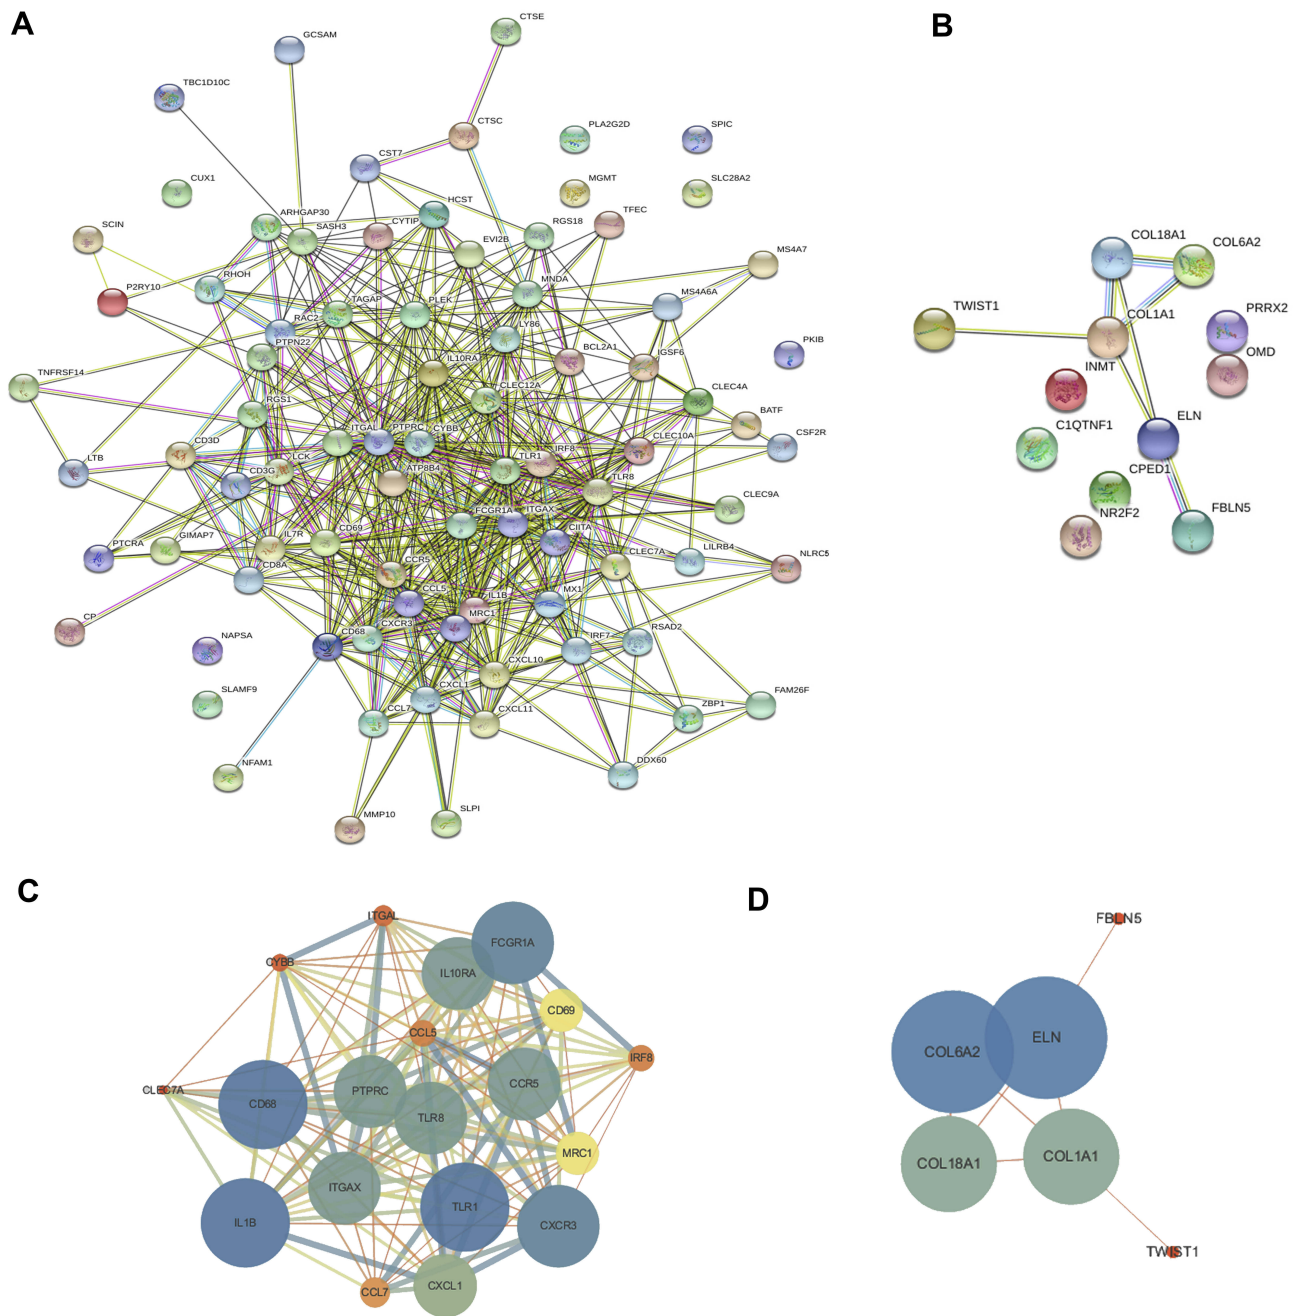 A
B
CTSE
GCSAM
TBC1D10C
CTSC
PLA2G2D
SPIC
CST7
CUX1
MGMT
SLC28A2
HCST
ARHGAP30
SASH3
CYTIP
RGS18
TFEC
SCIN
EVI2B
MS4A7
RHOH
MNDA
P2RY10
TAGAP
PLEK
MS4A6A
RAC2
LY86
PTPN22
BCL2A1
IGSF6
PKIB
IL10RA
TNFRSF14
CLEC12A
CLEC4A
RGS1
BATF
ITGAL
PTPRC
CYBB
CSF2R
CD3D
CLEC10A
LTB
CD3G
LCK
ATP8B4
TLR1
IRF8
TLR8
CLEC9A
FCGR1A
ITGAX
PTCRA
GIMAP7
IL7R
CD69
CIITA
CD8A
CCR5
CLEC7A
LILRB4
NLRC5
CP
CCL5
IL1B
MX1
MRC1
CD68
CXCR3
IRF7
RSAD2
NAPSA
CXCL10
SLAMF9
CXCL1
CCL7
CXCL11
ZBP1
FAM26F
NFAM1
DDX60
MMP10
SLPI
COL18A1
COL6A2
TWIST1
COL1A1
PRRX2
INMT
OMD
C1QTNF1
ELN
CPED1
NR2F2
FBLN5
C
D
ITGAL
FCGR1A
CYBB
IL10RA
CD69
CCL5
IRF8
CLEC7A
CD68
PTPRC
CCR5
TLR8
MRC1
ITGAX
TLR1
IL1B
CXCR3
CCL7
CXCL1
FBLN5
COL6A2
ELN
COL18A1
COL1A1
TWIST1